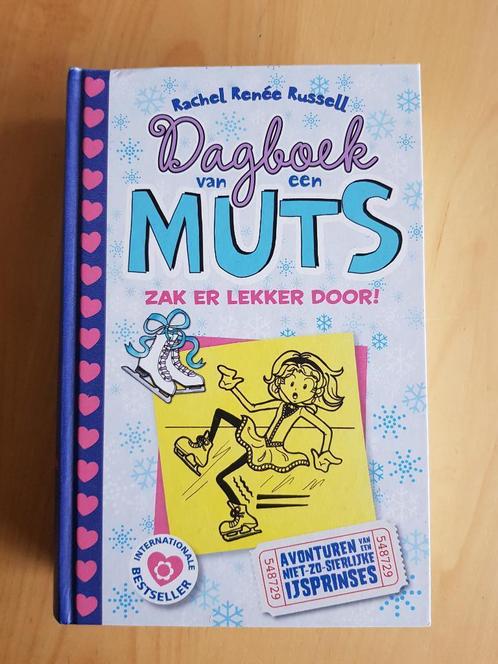 Rachel Renée Russell
Dagboek
van een
MUTS
ZAK ER LEKKER DOOR!
INTERNATIONALE
BESTSELLER
548729
AVONTUREN VAN EEN
NIET-ZO-SIERLIJKE
IJSPRINSES
548729